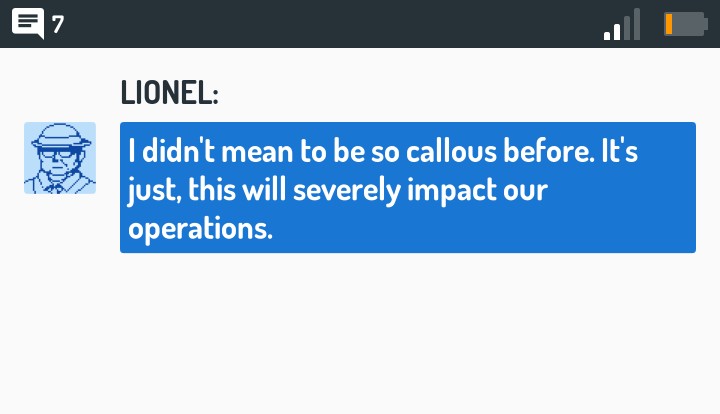 7
LIONEL:
I didn't mean to be so callous before. It's
just, this will severely impact our
operations.